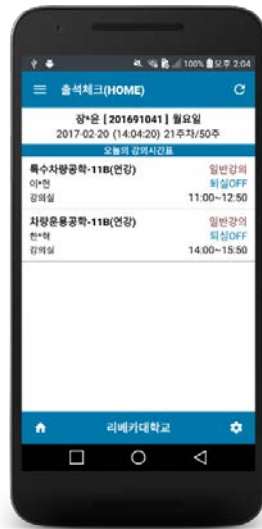 100% 오후 2:04
출석체크(HOME)
장*윤 [ 201691041 ] 월요일
2017-02-20 (14:04:20) 21주차/50주
오늘의 강의시간표
특수차량공학-11B(연강) 일반강의
이*현 퇴실OFF
강의실 11:00~12:50
차량운용공학-11B(연강) 일반강의
한*혁 퇴실OFF
강의실 14:00~15:50
리베카대학교